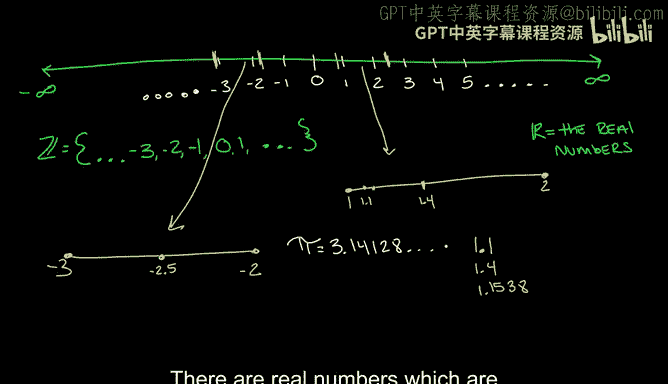 GPT中英字幕课程资源@bilibili.com
GPT中英字幕课程资源 bilibili
-∞ ..... -3 -2 -1 0 1 2 3 4 5 ..... ∞
ℤ = { ... -3, -2, -1, 0, 1, ... }
ℝ = THE REAL
NUMBERS
1 1.1 1.4 2
-3 -2.5 -2
π = 3.14128....
1.1
1.4
1.1538
There are real numbers which are